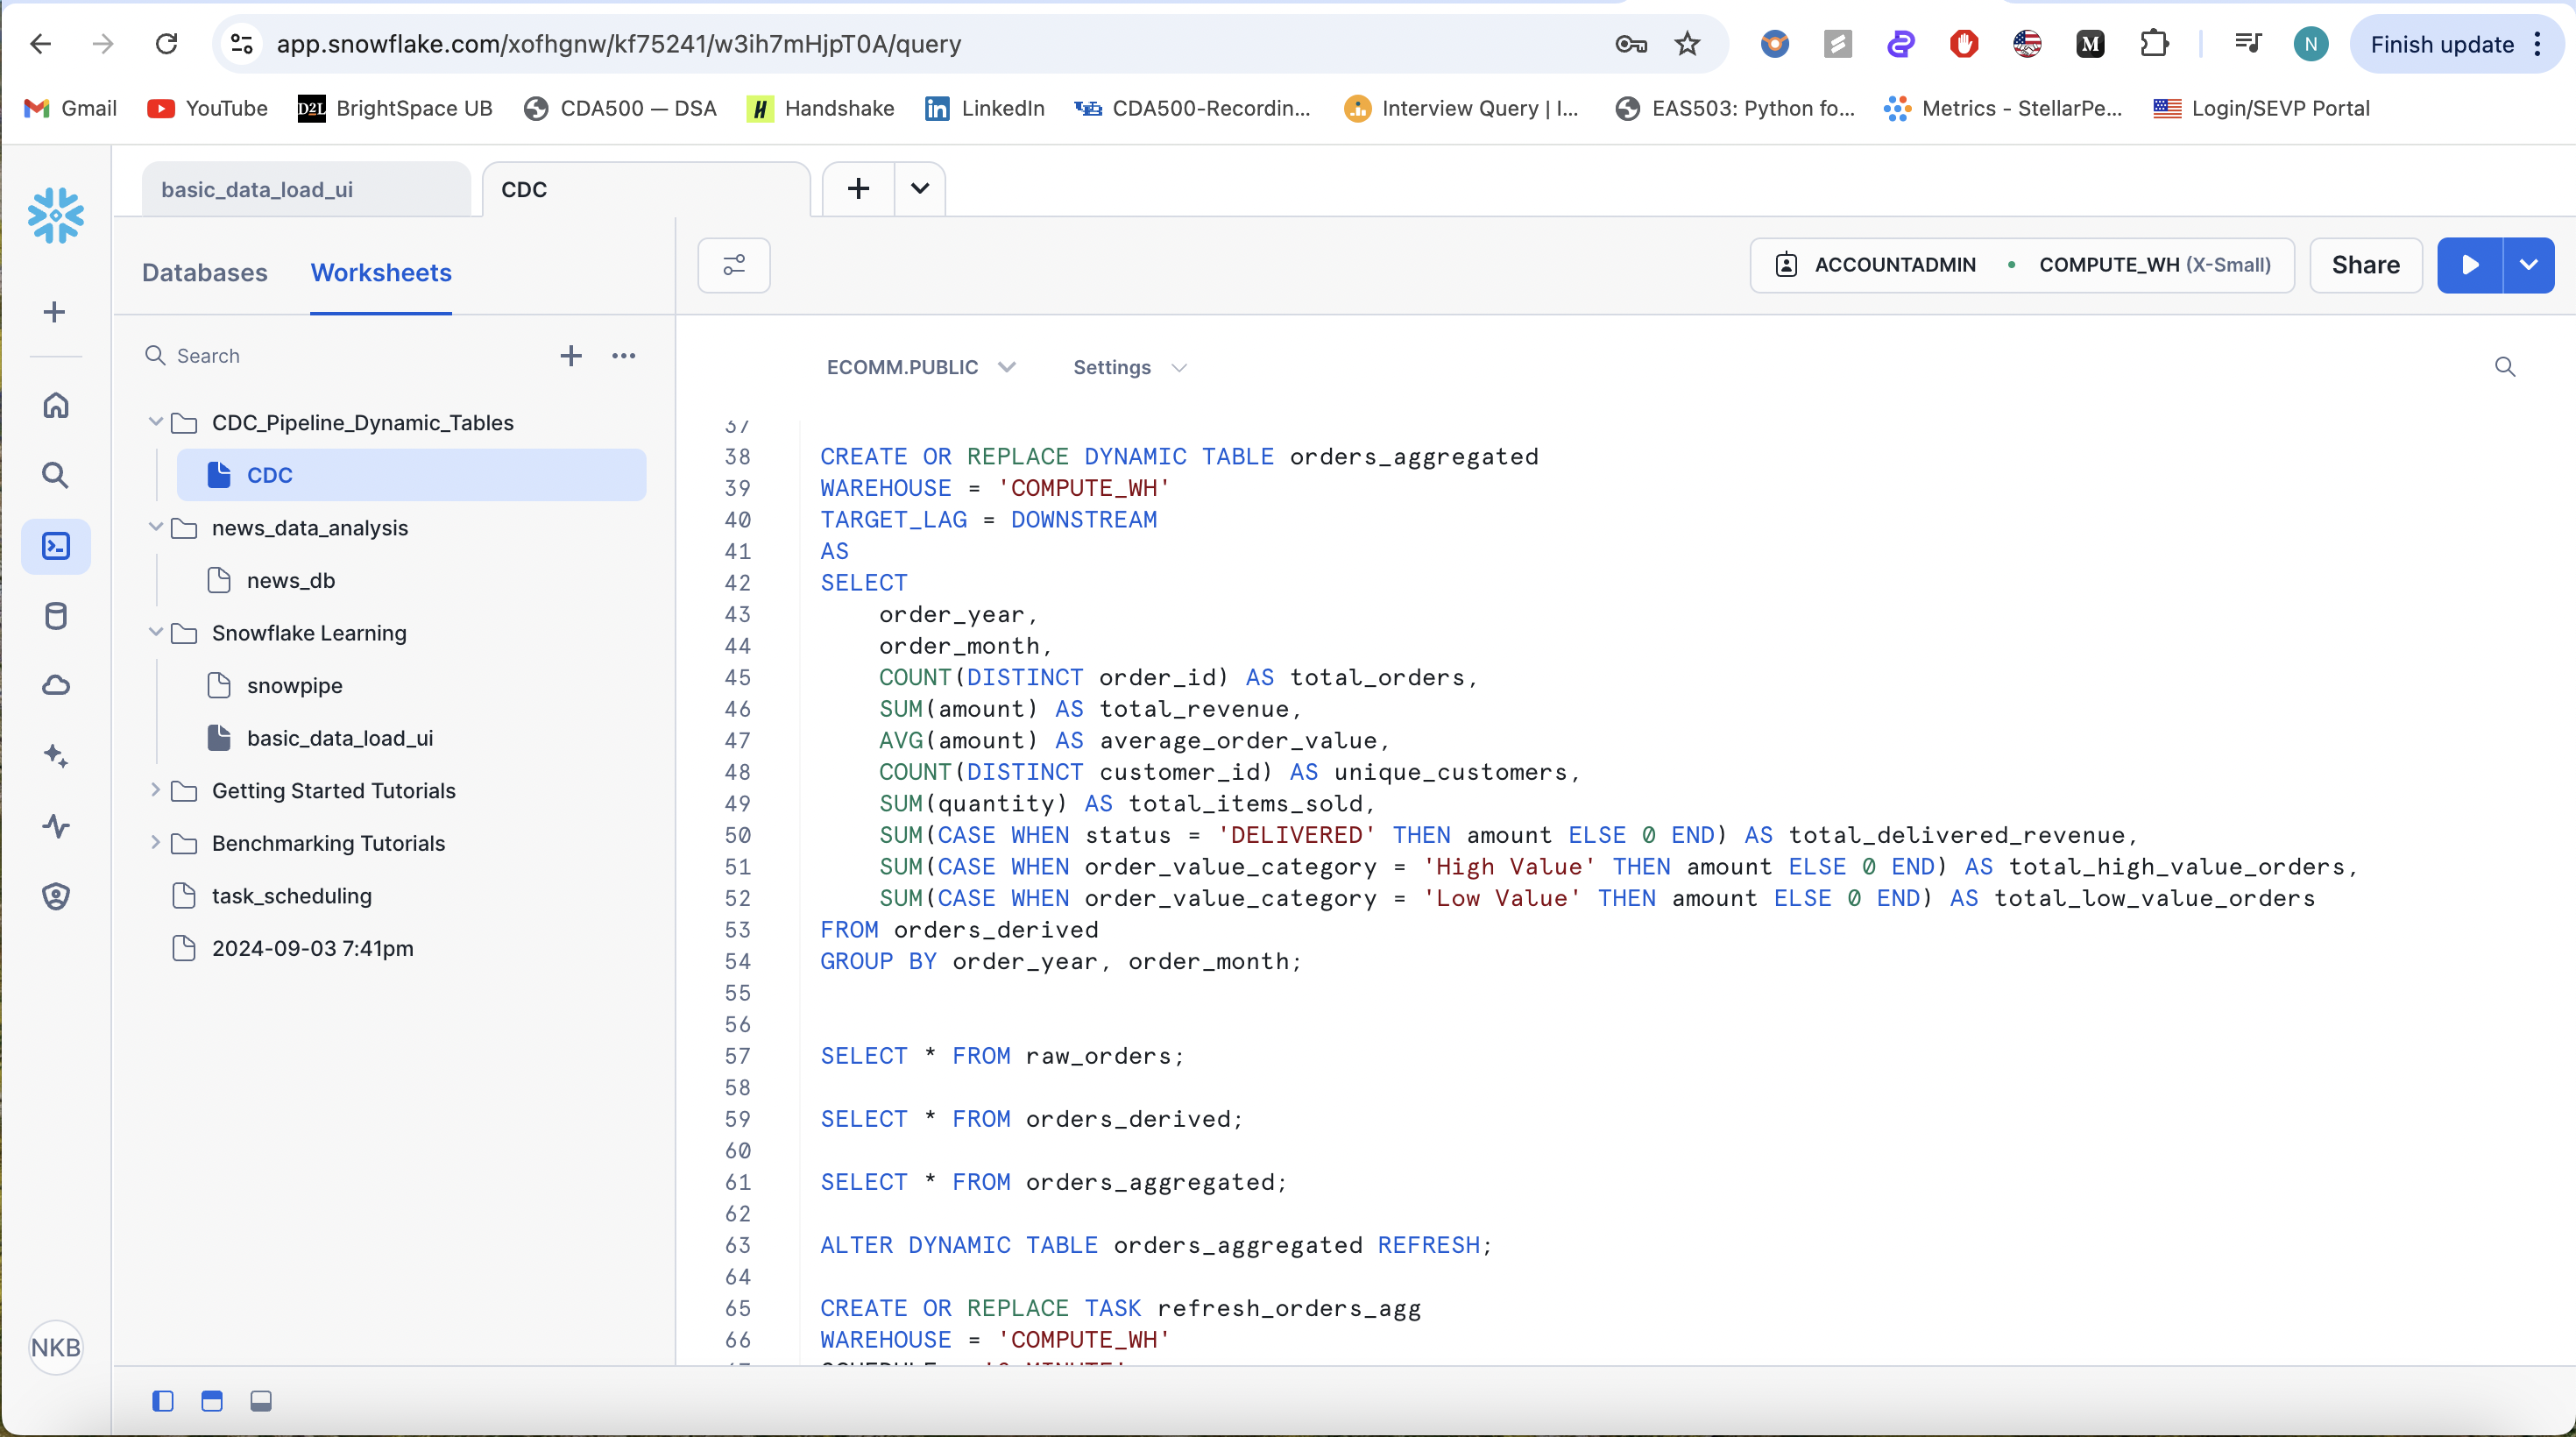 app.snowflake.com/xofhgnw/kf75241/w3ih7mHjpT0A/query
M
N
Finish update
Gmail
YouTube
D2L BrightSpace UB
CDA500 — DSA
Handshake
LinkedIn
CDA500-Recordin...
Interview Query | I...
EAS503: Python fo...
Metrics - StellarPe...
Login/SEVP Portal
basic_data_load_ui
CDC
Databases
Worksheets
ACCOUNTADMIN
COMPUTE_WH (X-Small)
Share
Search
ECOMM.PUBLIC
Settings
CDC_Pipeline_Dynamic_Tables
CDC
news_data_analysis
news_db
Snowflake Learning
snowpipe
basic_data_load_ui
Getting Started Tutorials
Benchmarking Tutorials
task_scheduling
2024-09-03 7:41pm
NKB
37
38 CREATE OR REPLACE DYNAMIC TABLE orders_aggregated
39 WAREHOUSE = 'COMPUTE_WH'
40 TARGET_LAG = DOWNSTREAM
41 AS
42 SELECT
43 order_year,
44 order_month,
45 COUNT(DISTINCT order_id) AS total_orders,
46 SUM(amount) AS total_revenue,
47 AVG(amount) AS average_order_value,
48 COUNT(DISTINCT customer_id) AS unique_customers,
49 SUM(quantity) AS total_items_sold,
50 SUM(CASE WHEN status = 'DELIVERED' THEN amount ELSE 0 END) AS total_delivered_revenue,
51 SUM(CASE WHEN order_value_category = 'High Value' THEN amount ELSE 0 END) AS total_high_value_orders,
52 SUM(CASE WHEN order_value_category = 'Low Value' THEN amount ELSE 0 END) AS total_low_value_orders
53 FROM orders_derived
54 GROUP BY order_year, order_month;
55
56
57 SELECT * FROM raw_orders;
58
59 SELECT * FROM orders_derived;
60
61 SELECT * FROM orders_aggregated;
62
63 ALTER DYNAMIC TABLE orders_aggregated REFRESH;
64
65 CREATE OR REPLACE TASK refresh_orders_agg
66 WAREHOUSE = 'COMPUTE_WH'